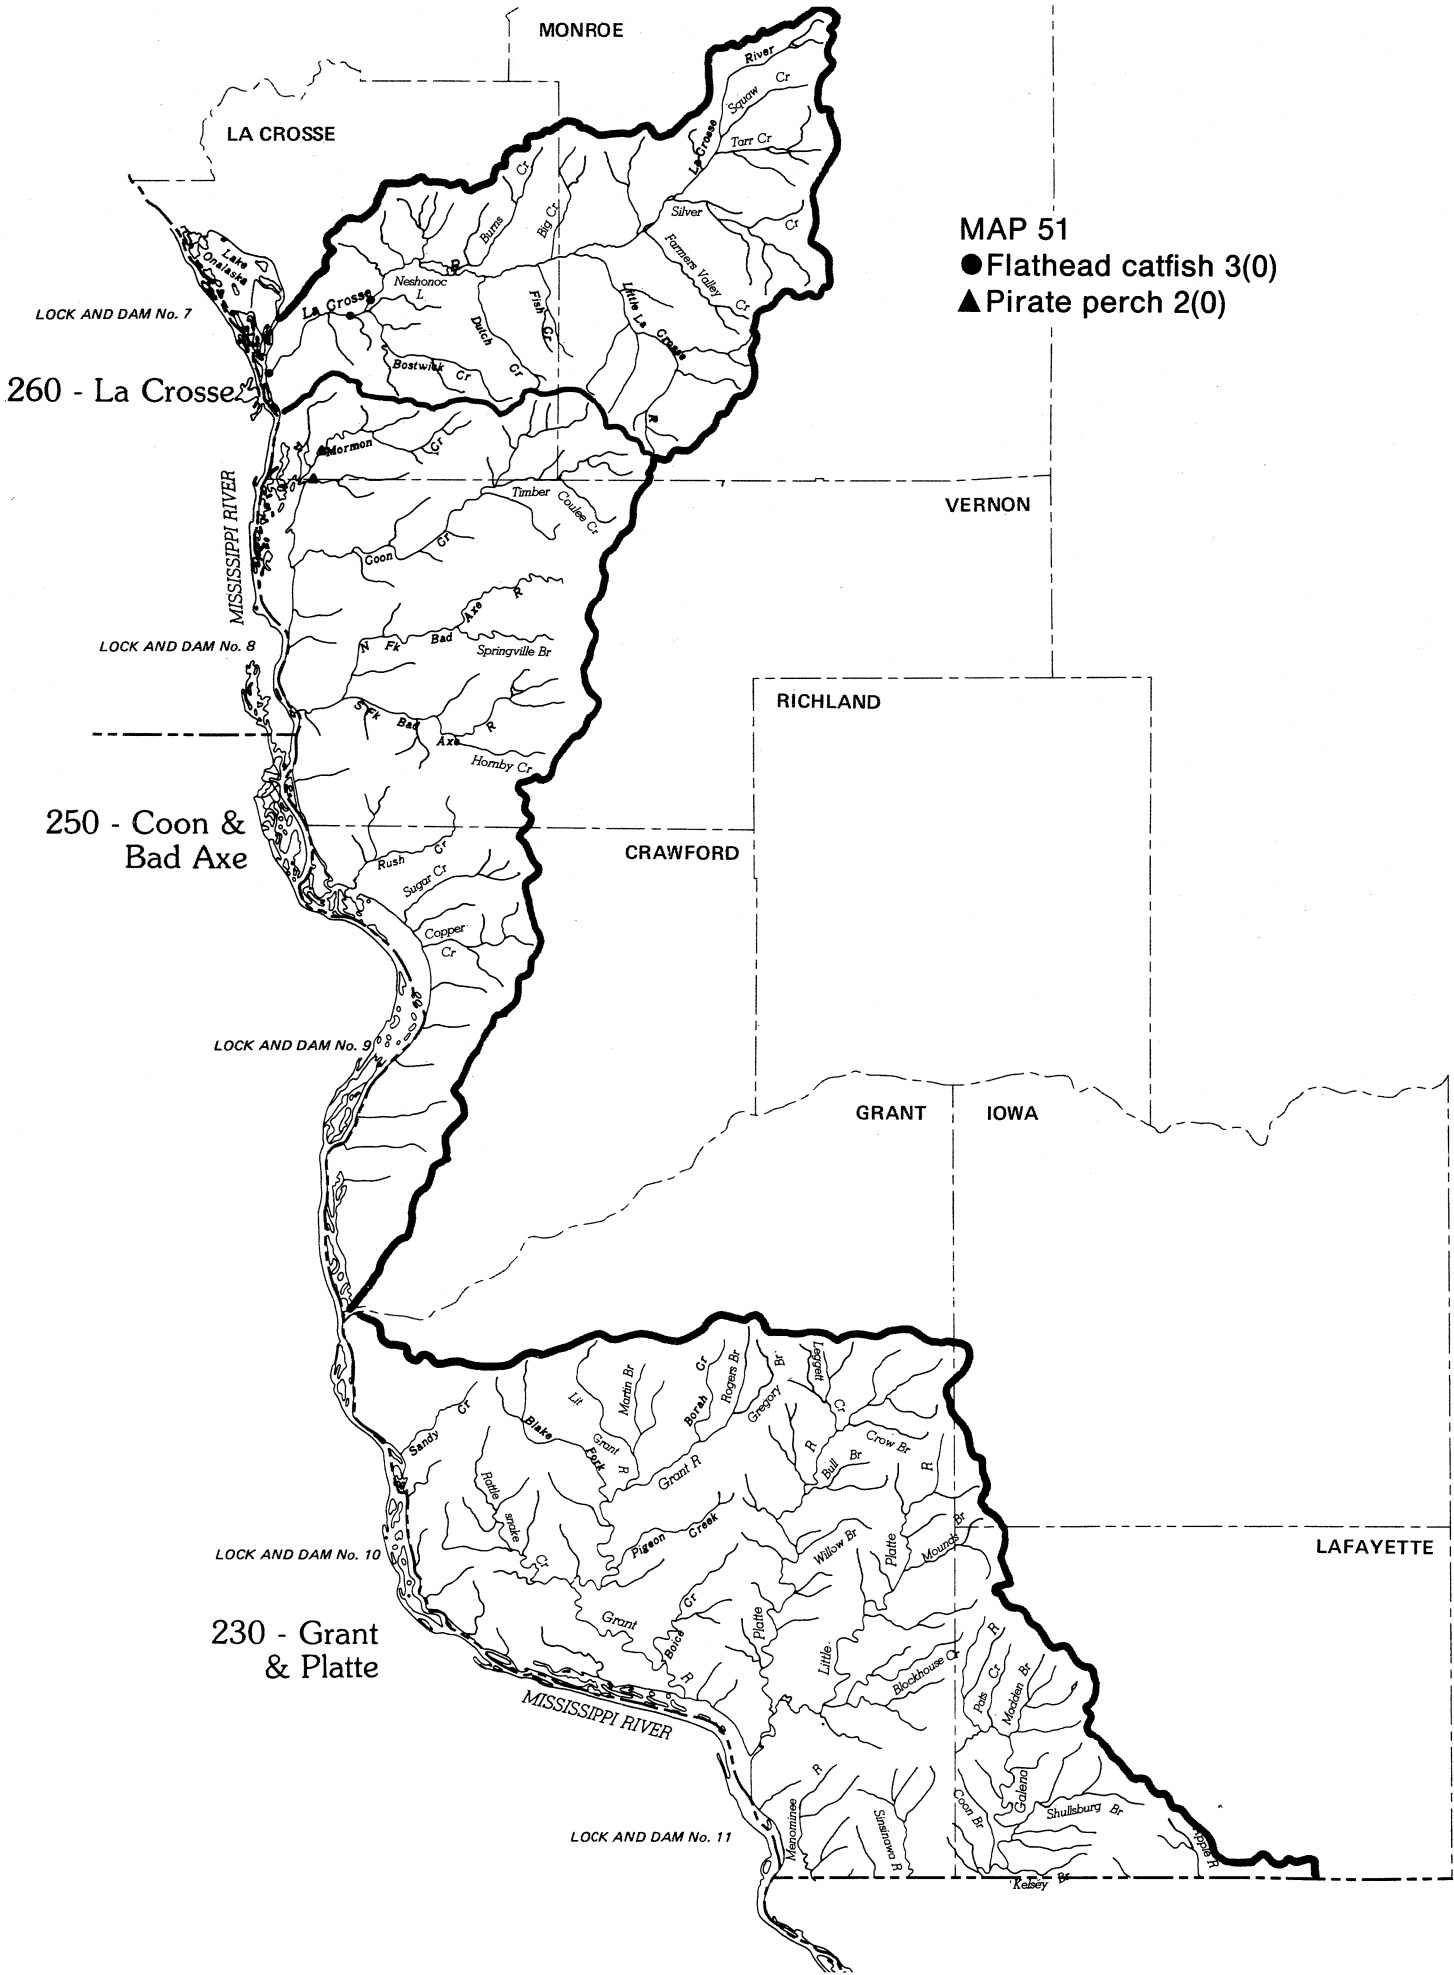 MONROE
River
Squaw Cr
LA CROSSE
La Crosse
Tarr Cr
Burns Cr
Big Cr
Silver Cr
MAP 51
●Flathead catfish 3(0)
▲Pirate perch 2(0)
Lake
Onalaska
Farmers Valley Cr
Neshonoc
L
La Crosse R
LOCK AND DAM No. 7
Dutch Cr
Fish Cr
Little La Crosse R
Bostwick Cr
260 - La Crosse
Mormon Cr
MISSISSIPPI RIVER
Timber
Coulee Cr
VERNON
Coon Cr
N Fk Bad Axe R
Springville Br
LOCK AND DAM No. 8
RICHLAND
S Fk Bad Axe R
Hornby Cr
250 - Coon &
Bad Axe
CRAWFORD
Rush Cr
Sugar Cr
Copper
Cr
LOCK AND DAM No. 9
GRANT
IOWA
Sandy Cr
Blake
Fork
Lit
Grant
R
Martin Br
Borah Cr
Rogers Br
Gregory Br.
Leggett
Cr
Crow Br
Bull Br
R
R
Grant R
Rattle
snake
Cr
Pigeon Creek
Willow Br
Platte
Mounds Br
LAFAYETTE
LOCK AND DAM No. 10
Grant
R
Boice Cr
Platte
R
Little
Blockhouse Cr
Pats Cr
Madden Br
R
230 - Grant
& Platte
MISSISSIPPI RIVER
Menominee R
Sinsinawa R
Coon Br
Galena
Shullsburg Br
Apple R
LOCK AND DAM No. 11
Kelsey Br